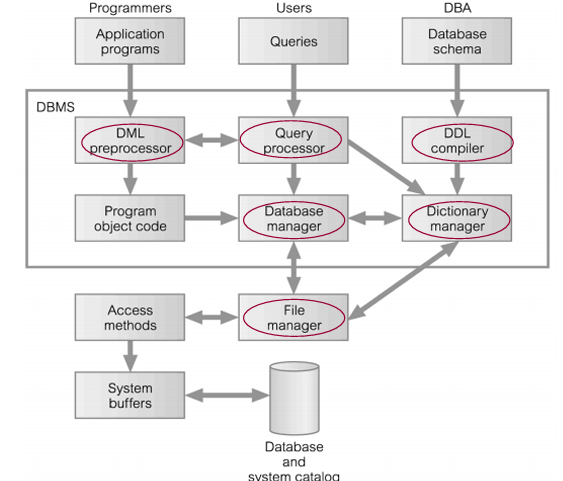 Programmers
Users
DBA
Application
programs
Queries
Database
schema
DBMS
DML
preprocessor
Query
processor
DDL
compiler
Program
object code
Database
manager
Dictionary
manager
Access
methods
File
manager
System
buffers
Database
and
system catalog